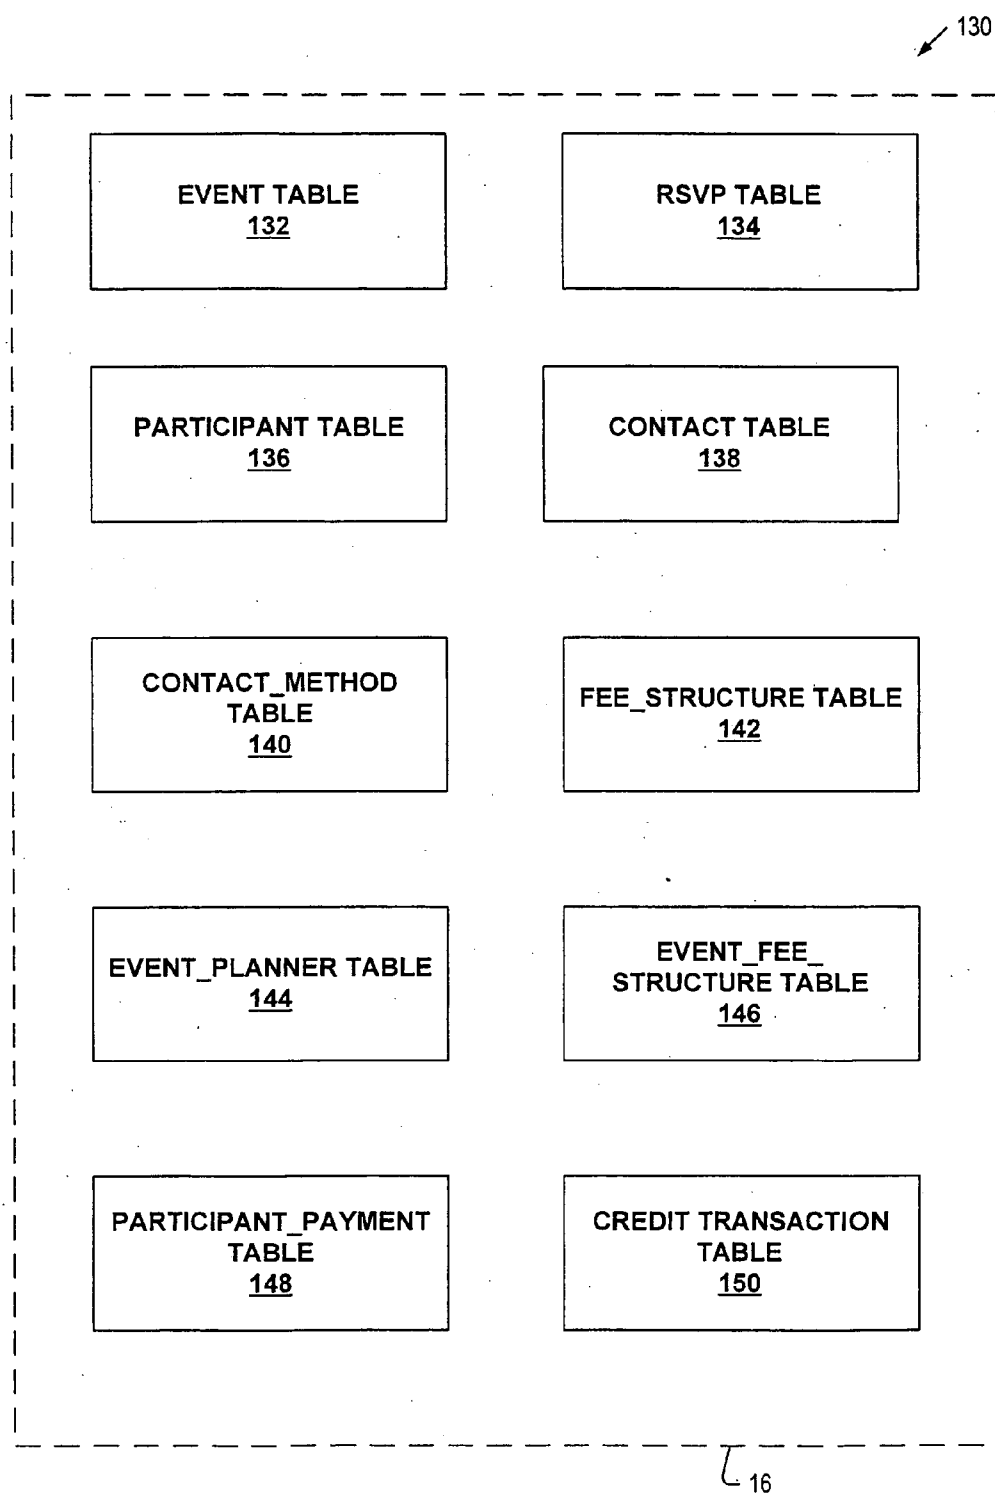 130
EVENT TABLE
132
RSVP TABLE
134
PARTICIPANT TABLE
136
CONTACT TABLE
138
CONTACT_METHOD
TABLE
140
FEE_STRUCTURE TABLE
142
EVENT_PLANNER TABLE
144
EVENT_FEE_
STRUCTURE TABLE
146
PARTICIPANT_PAYMENT
TABLE
148
CREDIT TRANSACTION
TABLE
150
16